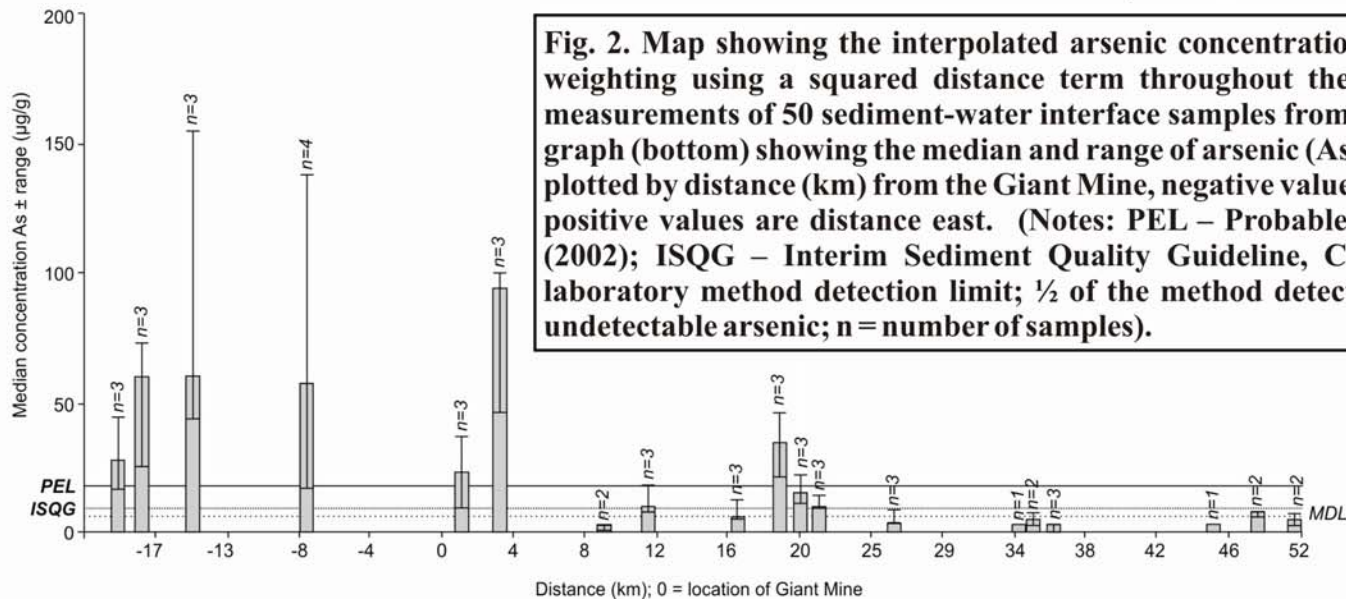 200
150
100
50
0
Median concentration As ± range (µg/g)
PEL
ISQG
MDL
n=3
n=3
n=3
n=4
n=3
n=3
n=2
n=3
n=3
n=3
n=3
n=3
n=3
n=1
n=2
n=3
n=1
n=2
n=2
-17 -13 -8 -4 0 4 8 12 16 20 25 29 34 38 42 46 52
Distance (km); 0 = location of Giant Mine
Fig. 2. Map showing the interpolated arsenic concentratio
weighting using a squared distance term throughout the
measurements of 50 sediment-water interface samples from
graph (bottom) showing the median and range of arsenic (As
plotted by distance (km) from the Giant Mine, negative value
positive values are distance east. (Notes: PEL – Probable
(2002); ISQG – Interim Sediment Quality Guideline, C
laboratory method detection limit; ½ of the method detec
undetectable arsenic; n = number of samples).